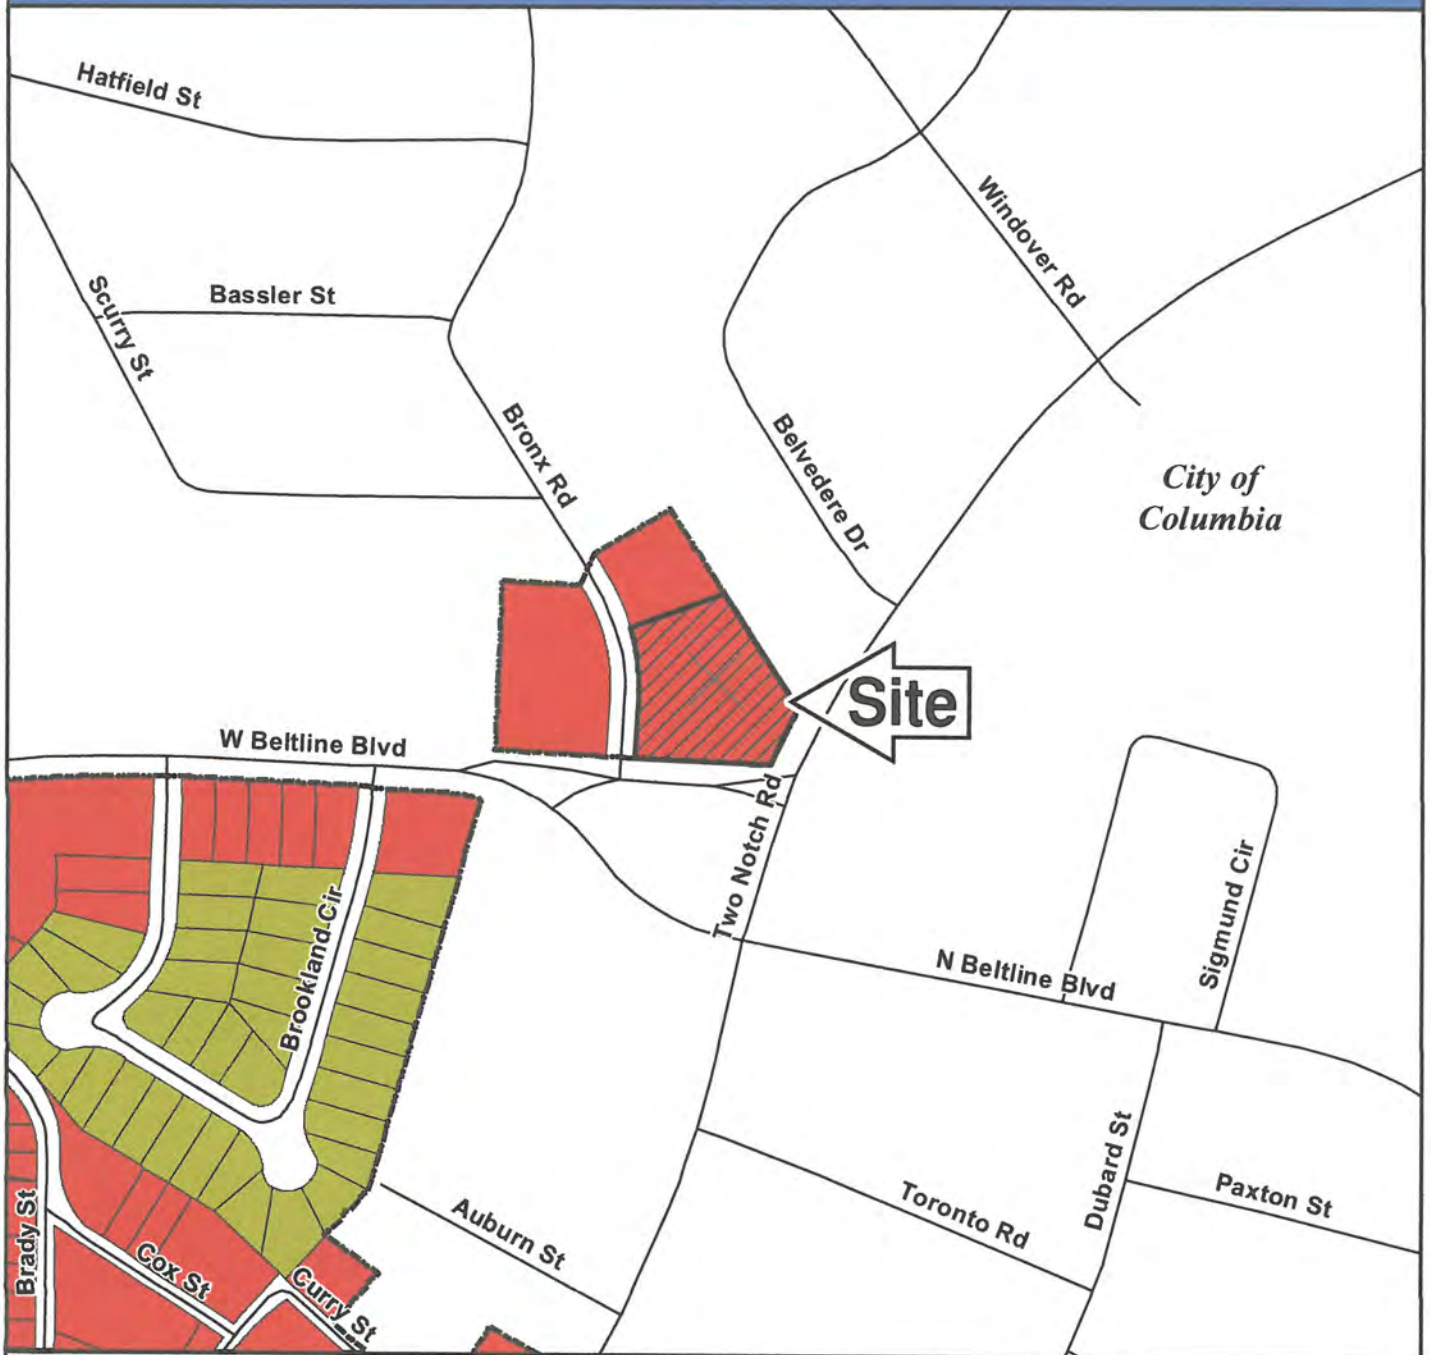 Hatfield St
Windover Rd
Scurry St
Bassler St
Bronx Rd
Belvedere Dr
City of
Columbia
Site
W Beltline Blvd
Two Notch Rd
Brookland Cir
N Beltline Blvd
Sigmund Cir
Dubard St
Paxton St
Toronto Rd
Auburn St
Brady St
Cox St
Curry St